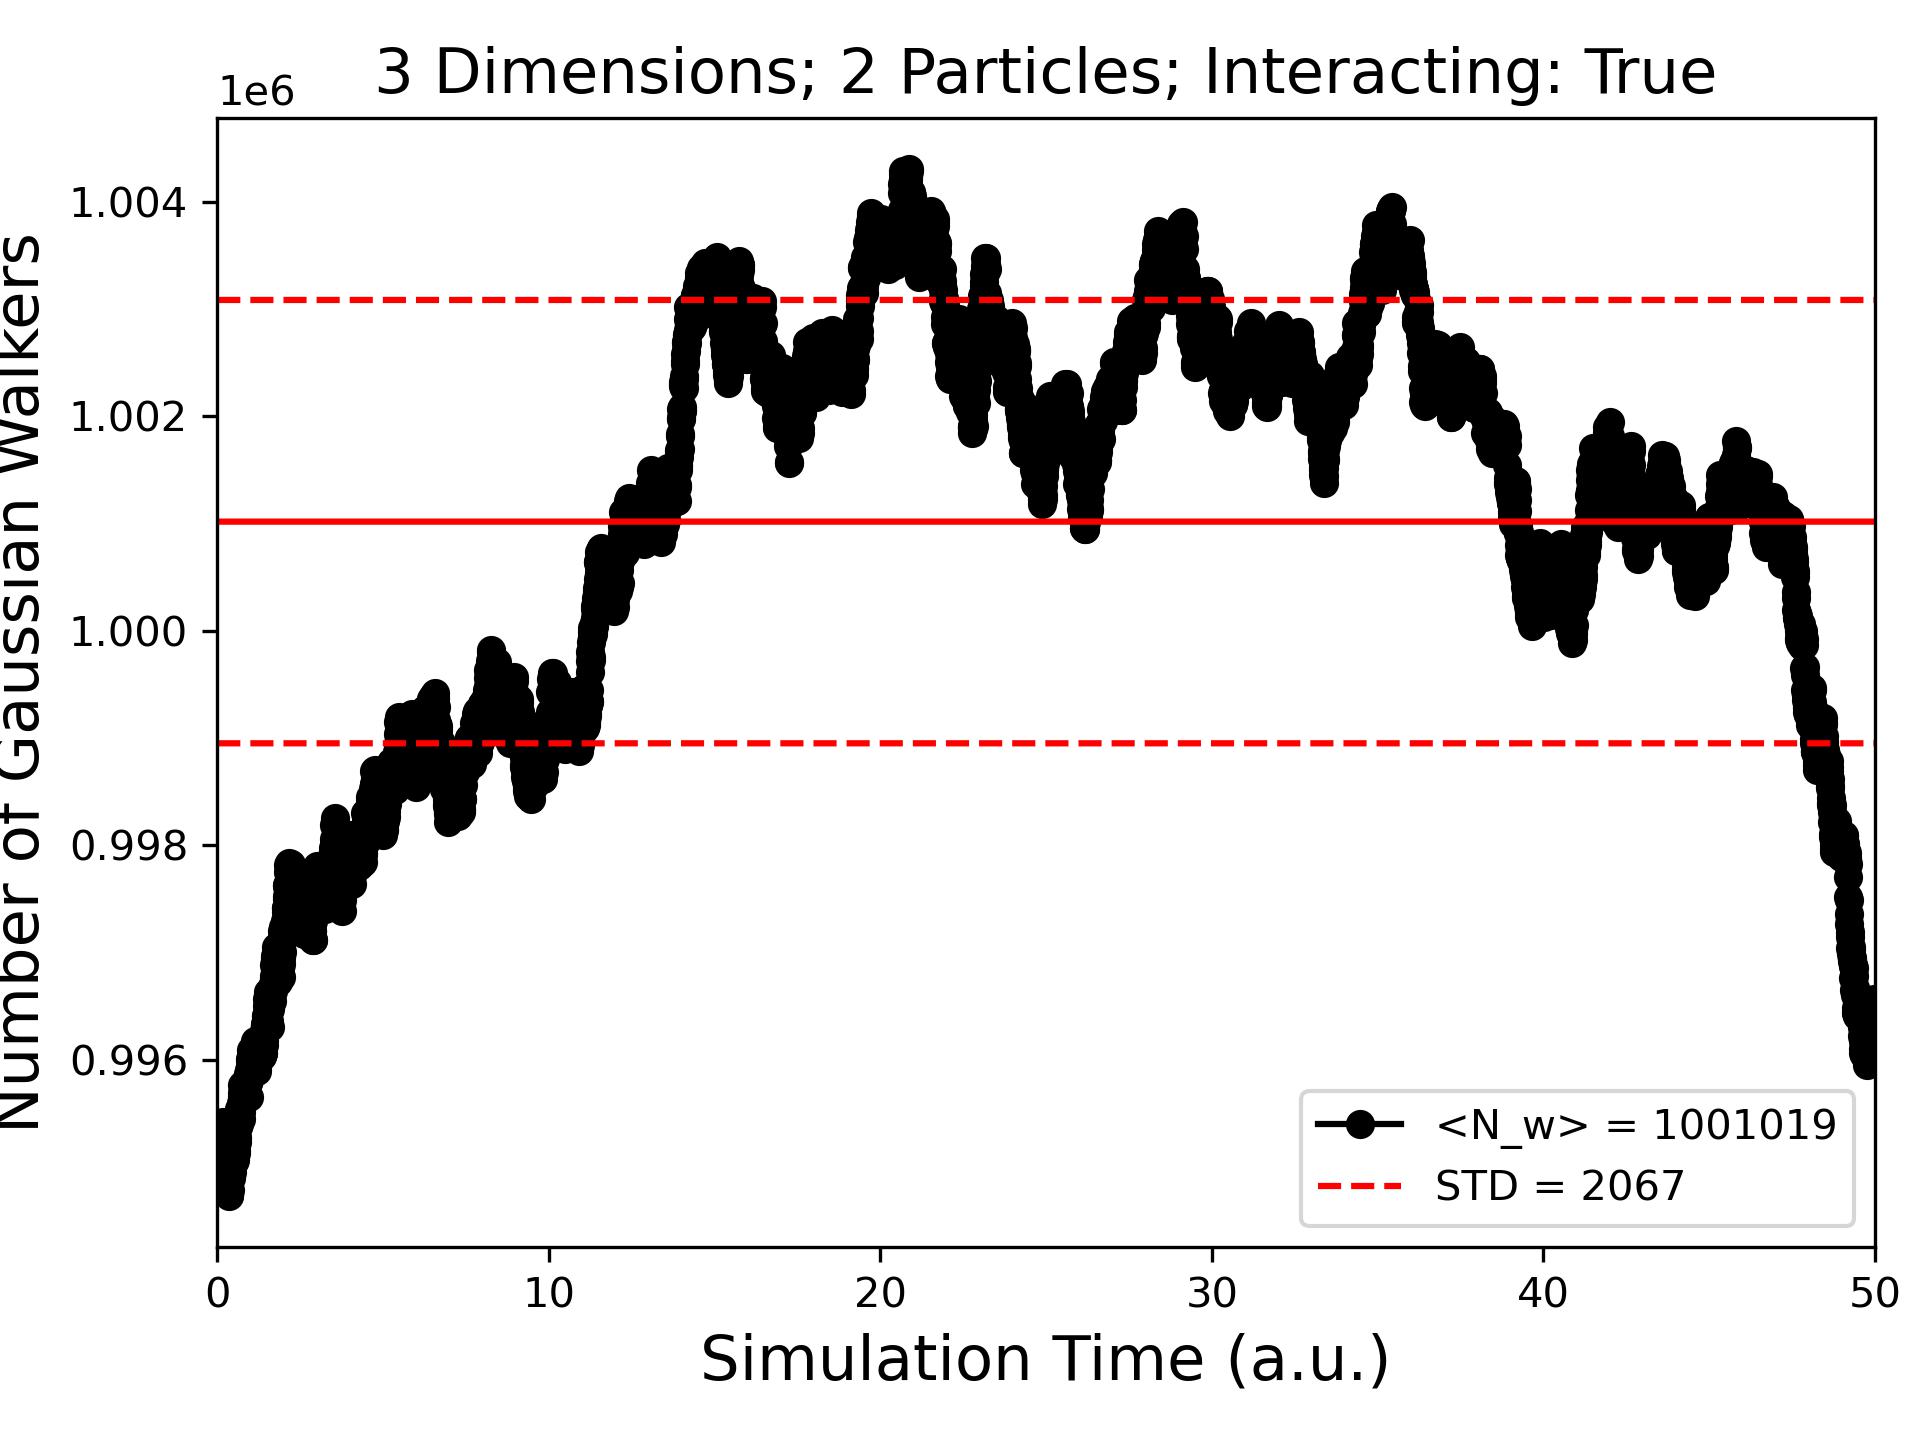 3 Dimensions; 2 Particles; Interacting: True
1e6
Number of Gaussian Walkers
1.004
1.002
1.000
0.998
0.996
<N_w> = 1001019
STD = 2067
0 10 20 30 40 50
Simulation Time (a.u.)